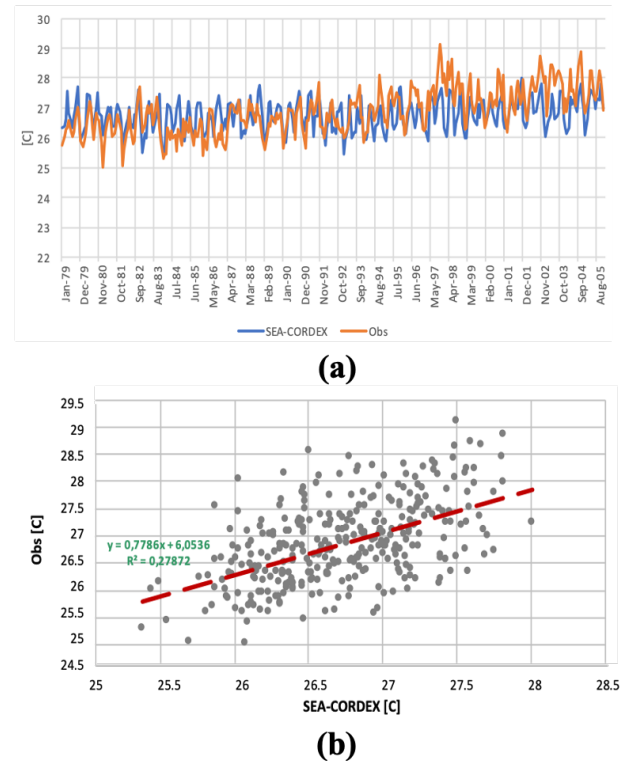 30
29
28
27
26
25
24
23
22
[C]
Jan-79 Dec-79 Nov-80 Oct-81 Sep-82 Aug-83 Jul-84 Jun-85 May-86 Apr-87 Mar-88 Feb-89 Jan-90 Dec-90 Nov-91 Oct-92 Sep-93 Aug-94 Jul-95 Jun-96 May-97 Apr-98 Mar-99 Feb-00 Jan-01 Dec-01 Nov-02 Oct-03 Sep-04 Aug-05
SEA-CORDEX Obs
(a)
29.5
29
28.5
28
27.5
27
26.5
26
25.5
25
24.5
Obs [C]
y = 0,7786x + 6,0536
R² = 0,27872
25 25.5 26 26.5 27 27.5 28 28.5
SEA-CORDEX [C]
(b)